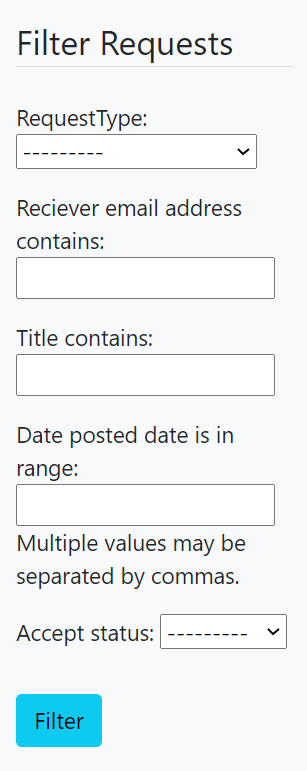 Filter Requests
RequestType:
---------
Reciever email address
contains:
Title contains:
Date posted date is in
range:
Multiple values may be
separated by commas.
Accept status: ---------
Filter